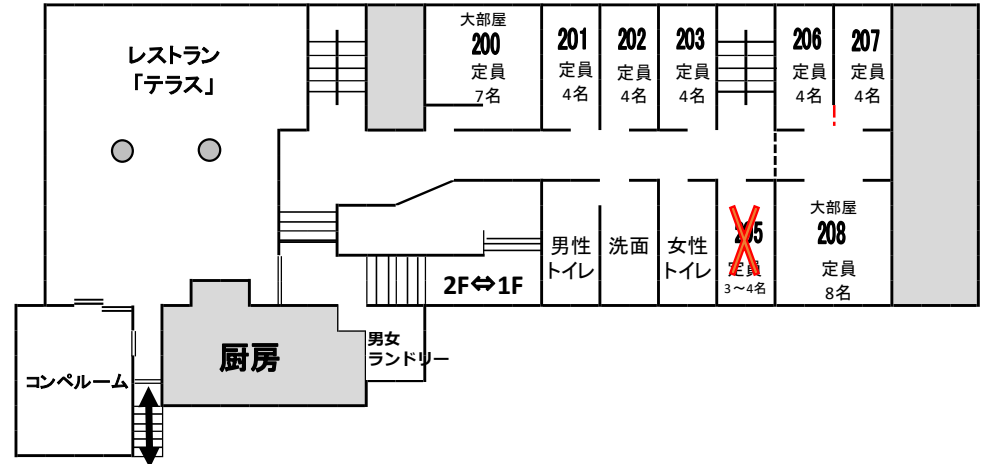 レストラン
「テラス」
大部屋
200
定員
7名
201
定員
4名
202
定員
4名
203
定員
4名
206
定員
4名
207
定員
4名
男性
トイレ
洗面
女性
トイレ
205
定員
3～4名
大部屋
208
定員
8名
2F⇔1F
男女
ランドリー
厨房
コンペルーム